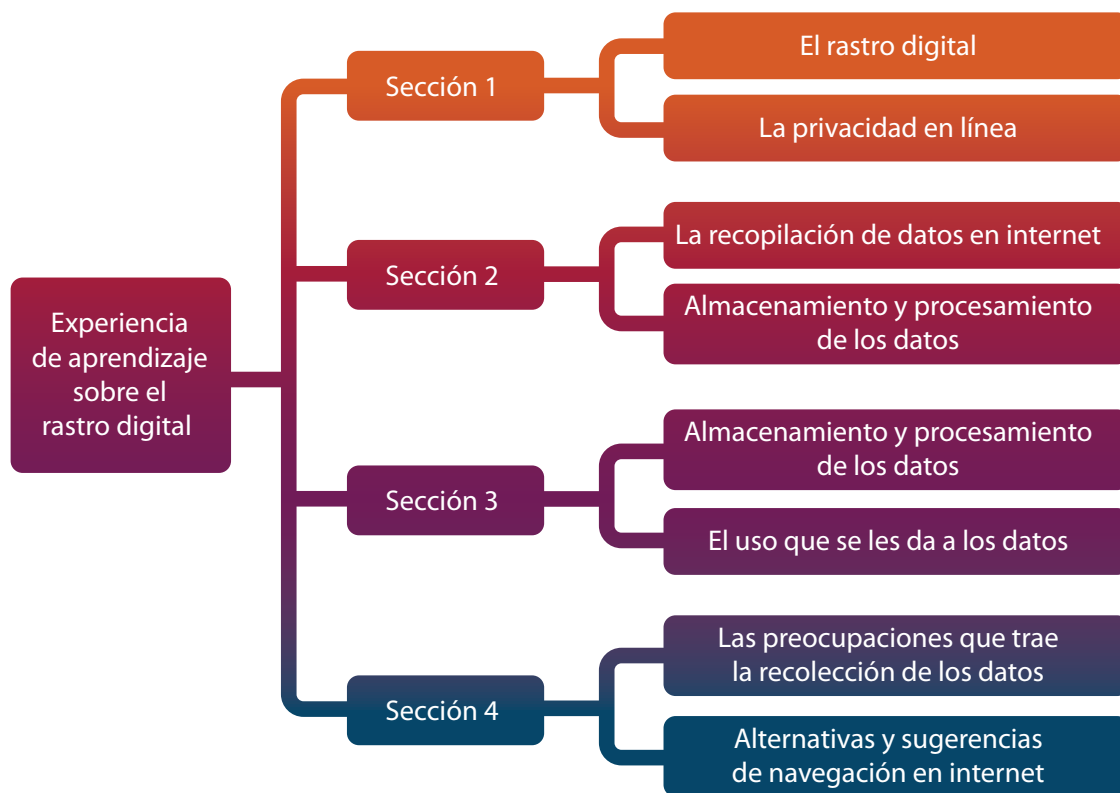 Experiencia
de aprendizaje
sobre el
rastro digital
Sección 1
El rastro digital
La privacidad en línea
Sección 2
La recopilación de datos en internet
Almacenamiento y procesamiento
de los datos
Sección 3
Almacenamiento y procesamiento
de los datos
El uso que se les da a los datos
Sección 4
Las preocupaciones que trae
la recolección de los datos
Alternativas y sugerencias
de navegación en internet